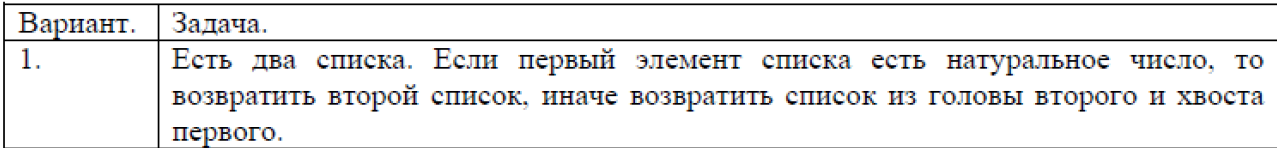 Вариант. Задача.
1. Есть два списка. Если первый элемент списка есть натуральное число, то
возвратить второй список, иначе возвратить список из головы второго и хвоста
первого.